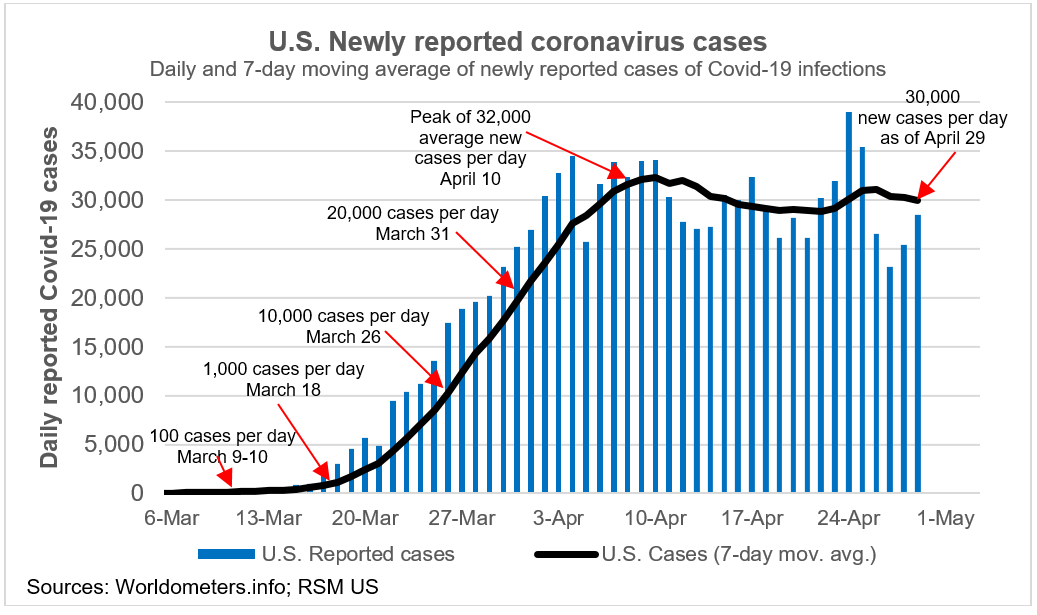 U.S. Newly reported coronavirus cases
Daily and 7-day moving average of newly reported cases of Covid-19 infections
Daily reported Covid-19 cases
40,000
35,000
30,000
25,000
20,000
15,000
10,000
5,000
0
100 cases per day
March 9-10
1,000 cases per day
March 18
10,000 cases per day
March 26
20,000 cases per day
March 31
Peak of 32,000
average new
cases per day
April 10
30,000
new cases per day
as of April 29
6-Mar 13-Mar 20-Mar 27-Mar 3-Apr 10-Apr 17-Apr 24-Apr 1-May
U.S. Reported cases U.S. Cases (7-day mov. avg.)
Sources: Worldometers.info; RSM US